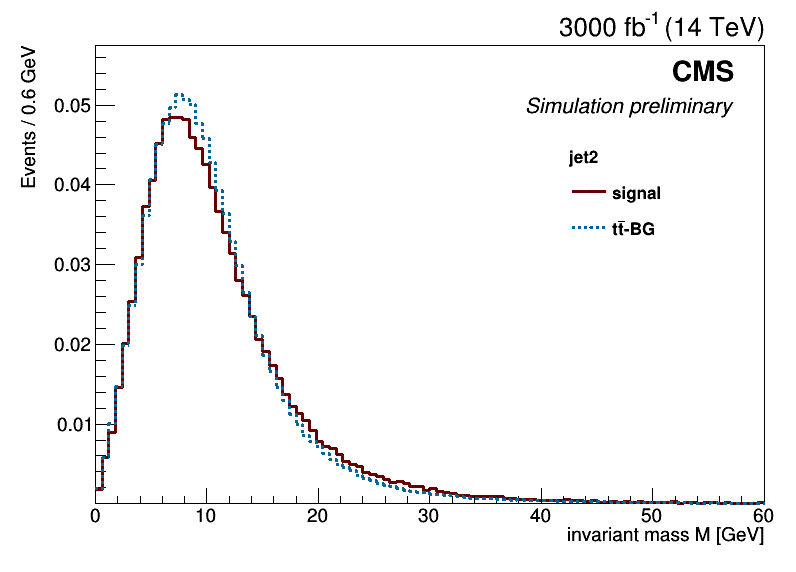 3000 fb⁻¹ (14 TeV)
CMS
Simulation preliminary
jet2
signal
tt̄-BG
Events / 0.6 GeV
0.05
0.04
0.03
0.02
0.01
0 10 20 30 40 50 60
invariant mass M [GeV]